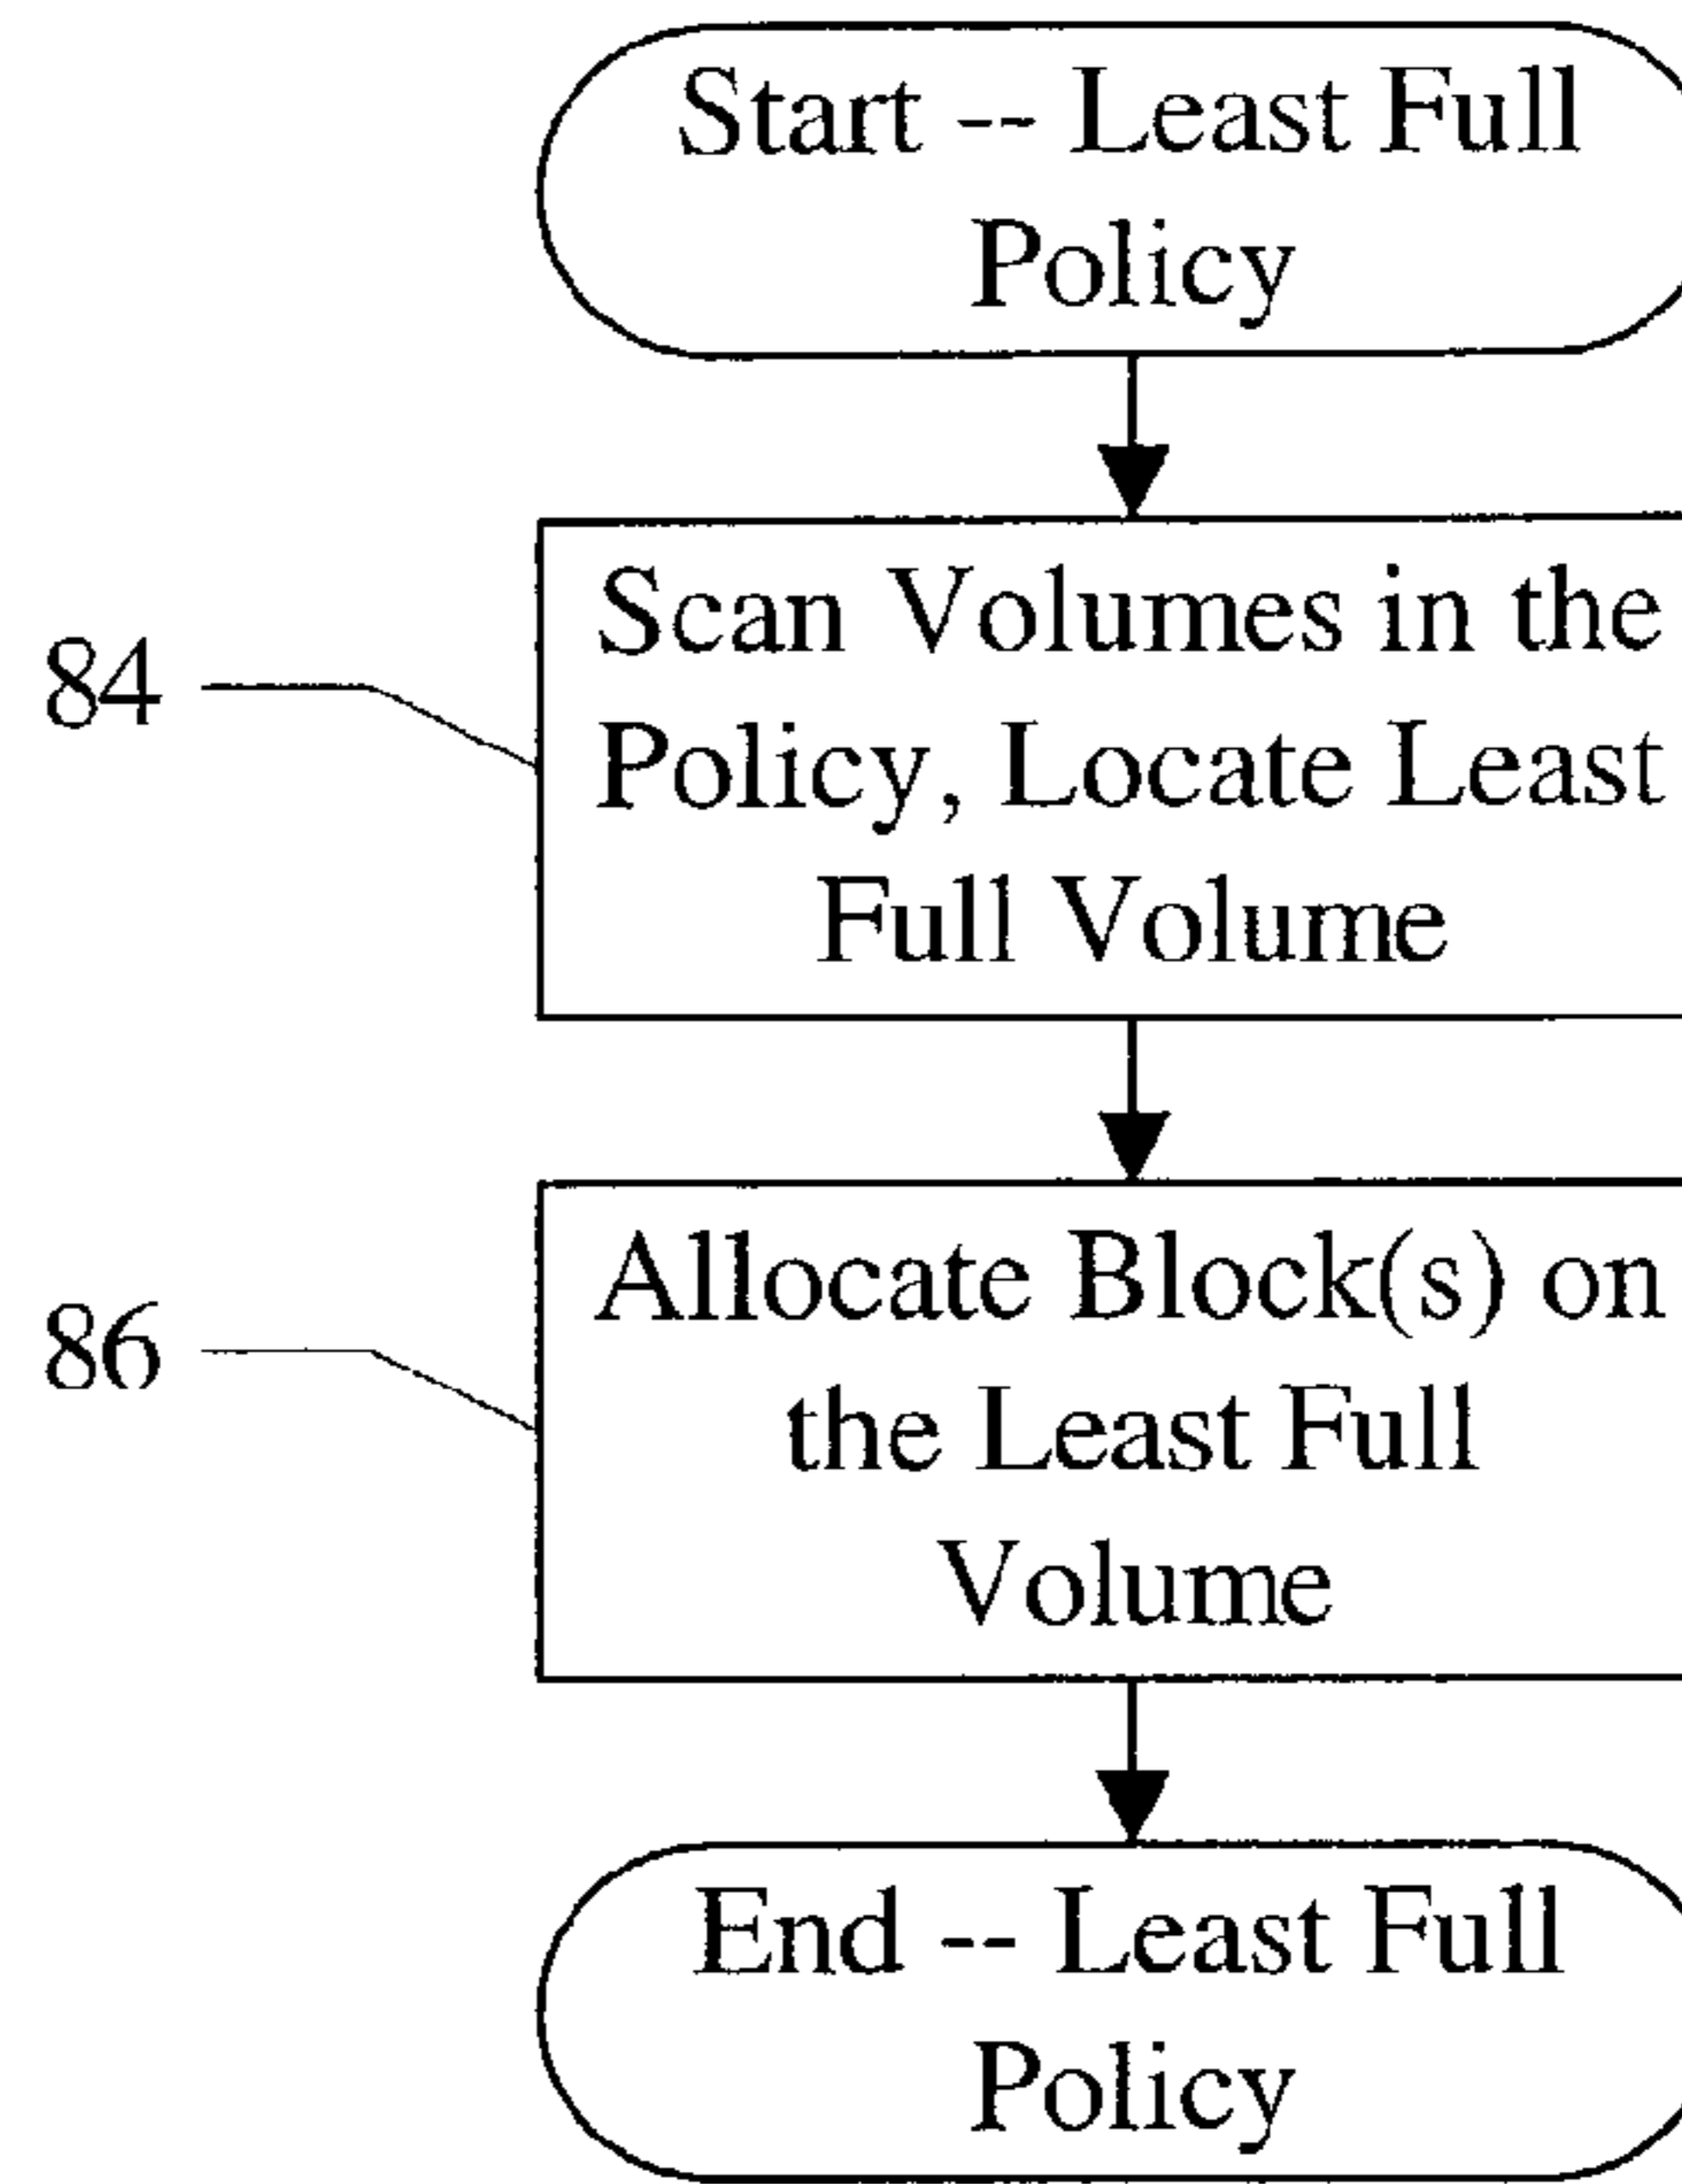 Start -- Least Full
Policy
84
Scan Volumes in the
Policy, Locate Least
Full Volume
86
Allocate Block(s) on
the Least Full
Volume
End -- Least Full
Policy